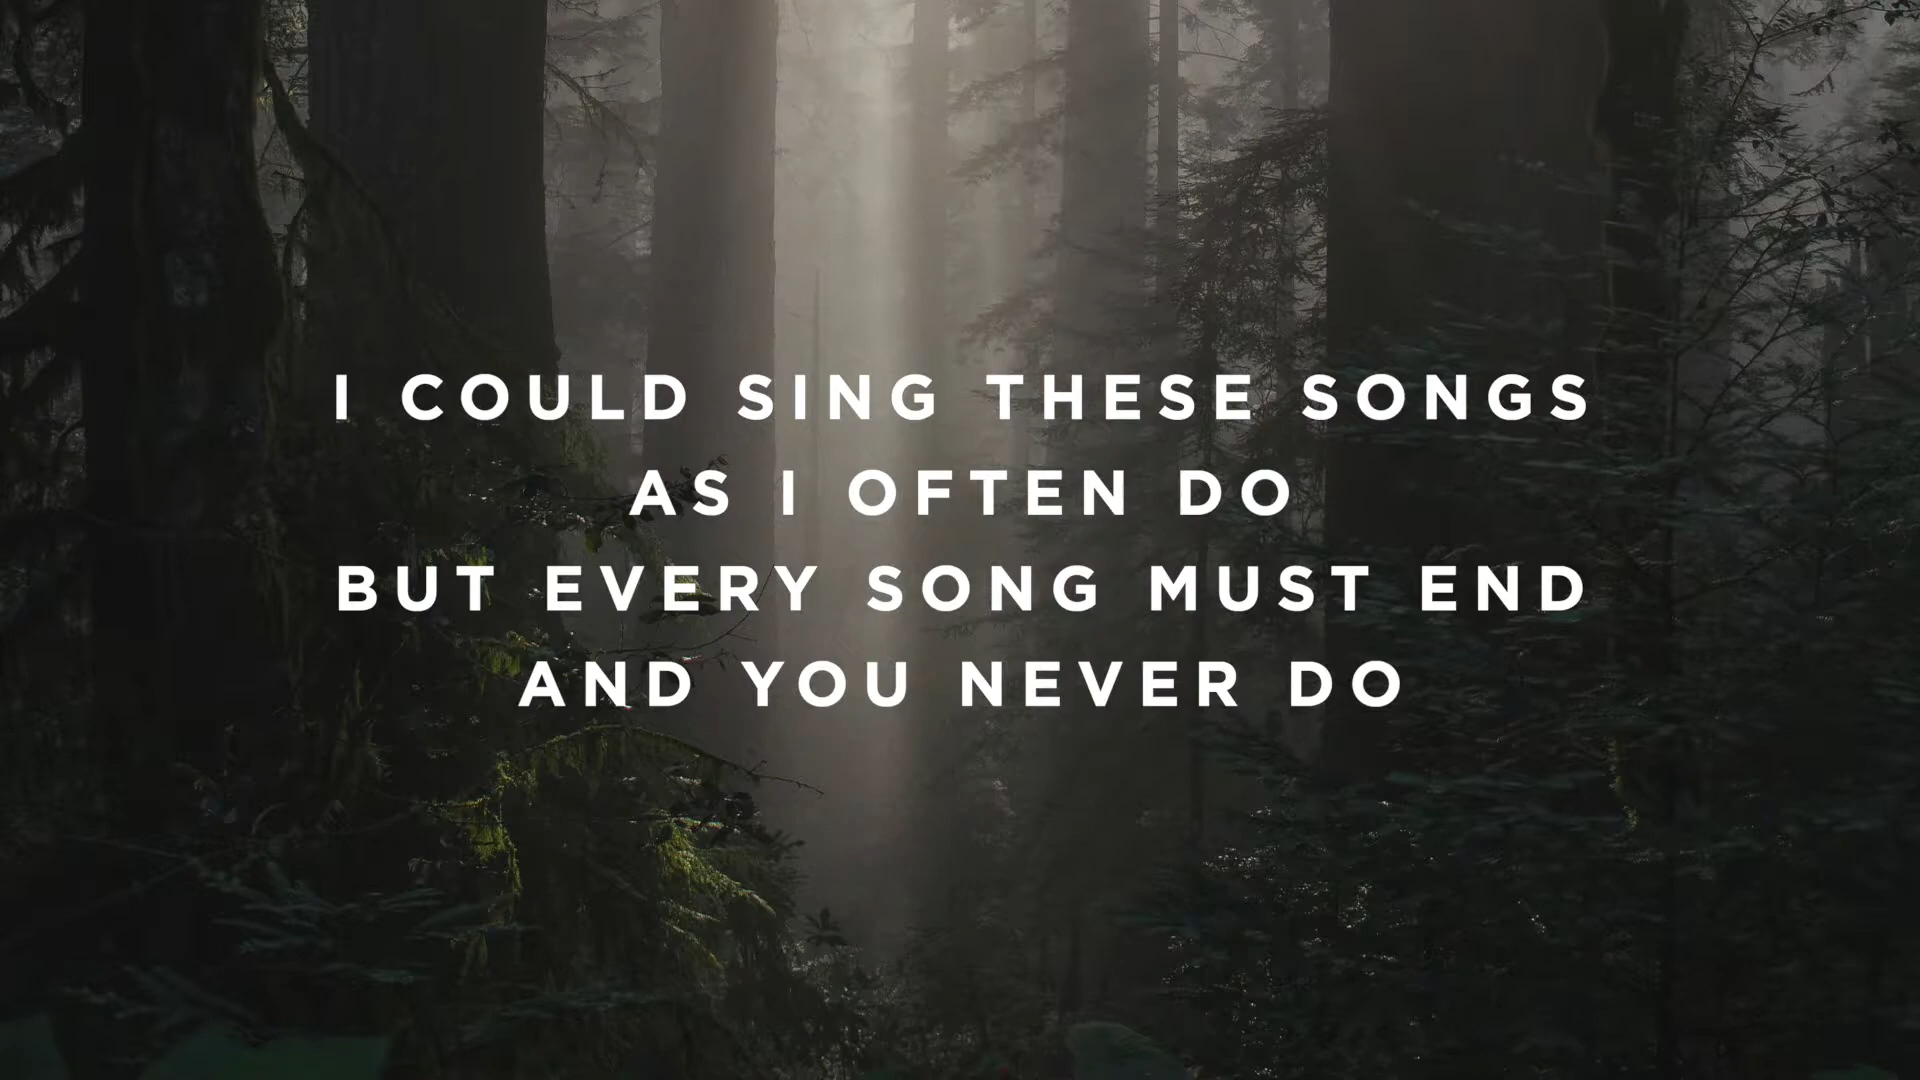 I COULD SING THESE SONGS
AS I OFTEN DO
BUT EVERY SONG MUST END
AND YOU NEVER DO